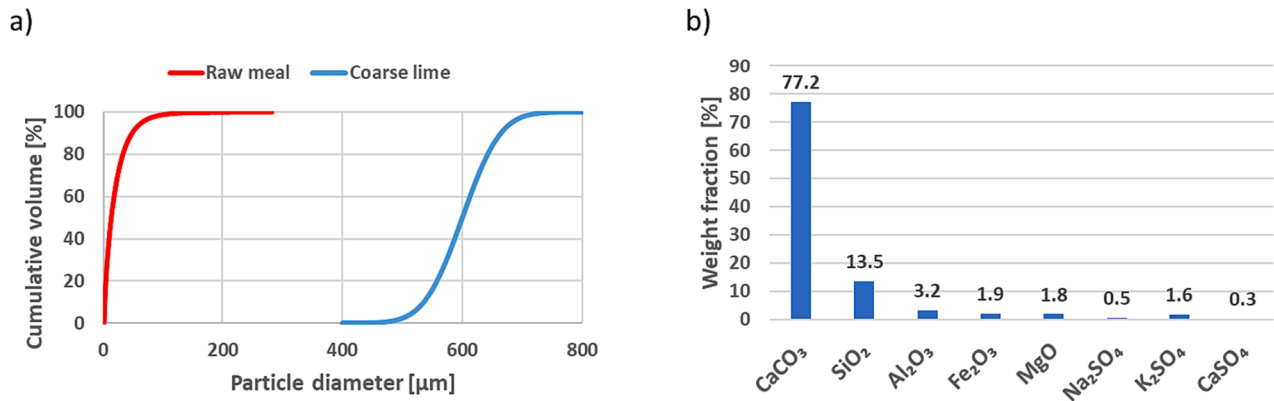 a)
Raw meal
Coarse lime
Cumulative volume [%]
100
80
60
40
20
0
0
200
400
600
800
Particle diameter [µm]
b)
Weight fraction [%]
90
80
70
60
50
40
30
20
10
0
77.2
13.5
3.2
1.9
1.8
0.5
1.6
0.3
CaCO₃
SiO₂
Al₂O₃
Fe₂O₃
MgO
Na₂SO₄
K₂SO₄
CaSO₄